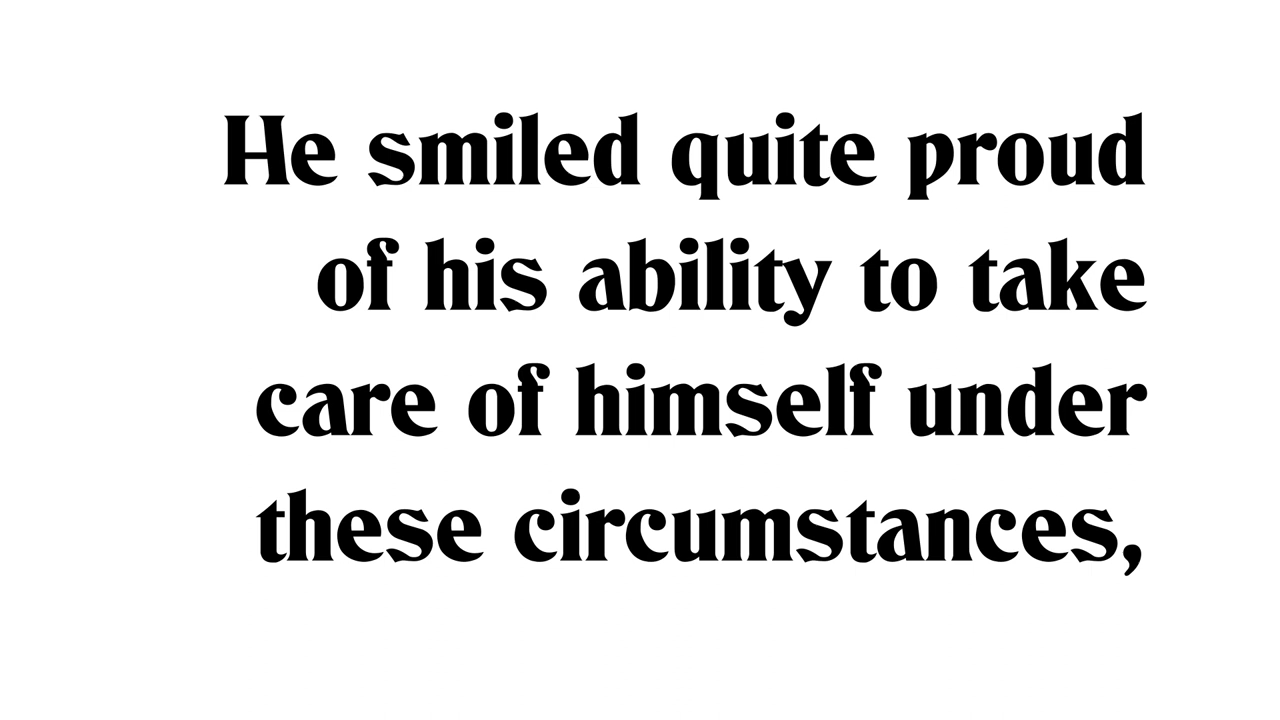 He smiled quite proud
of his ability to take
care of himself under
these circumstances,